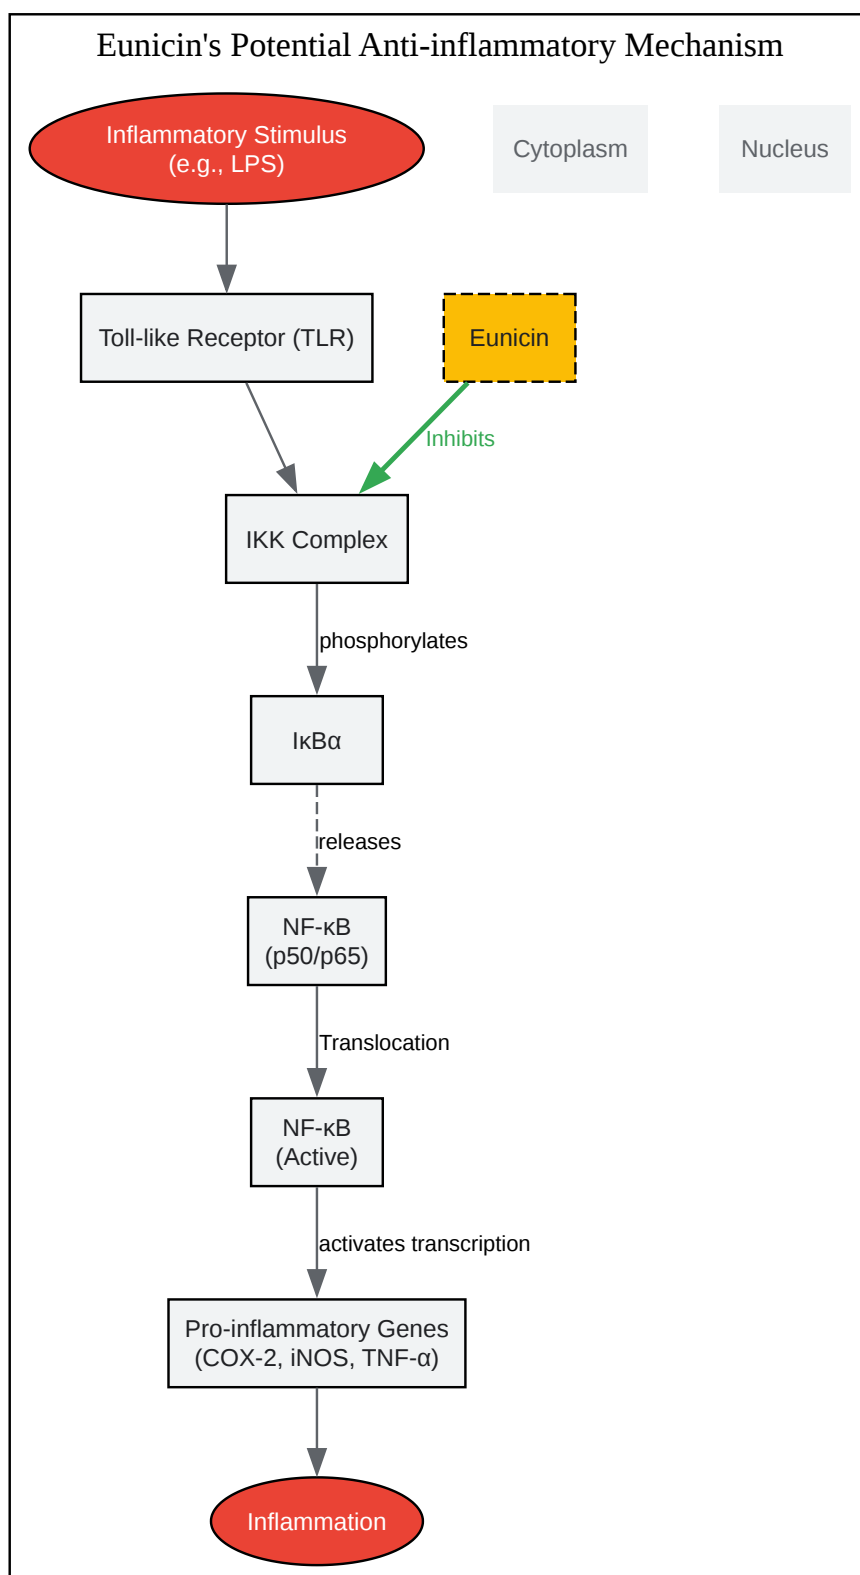 Eunicin's Potential Anti-inflammatory Mechanism
Inflammatory Stimulus
(e.g., LPS)
Cytoplasm
Nucleus
Toll-like Receptor (TLR)
Eunicin
Inhibits
IKK Complex
phosphorylates
IκBα
releases
NF-κB
(p50/p65)
Translocation
NF-κB
(Active)
activates transcription
Pro-inflammatory Genes
(COX-2, iNOS, TNF-α)
Inflammation